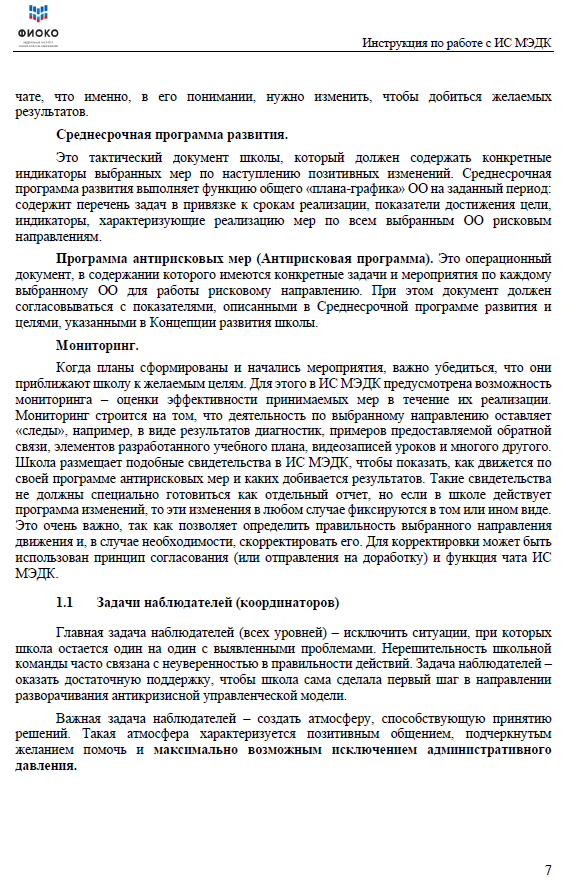 ФИОКО
Инструкция по работе с ИС МЭДК
чате, что именно, в его понимании, нужно изменить, чтобы добиться желаемых
результатов.
Среднесрочная программа развития.
Это тактический документ школы, который должен содержать конкретные
индикаторы выбранных мер по наступлению позитивных изменений. Среднесрочная
программа развития выполняет функцию общего «плана-графика» ОО на заданный период:
содержит перечень задач в привязке к срокам реализации, показатели достижения цели,
индикаторы, характеризующие реализацию мер по всем выбранным ОО рисковым
направлениям.
Программа антирисковых мер (Антирисковая программа). Это операционный
документ, в содержании которого имеются конкретные задачи и мероприятия по каждому
выбранному ОО для работы рисковому направлению. При этом документ должен
согласовываться с показателями, описанными в Среднесрочной программе развития и
целями, указанными в Концепции развития школы.
Мониторинг.
Когда планы сформированы и начались мероприятия, важно убедиться, что они
приближают школу к желаемым целям. Для этого в ИС МЭДК предусмотрена возможность
мониторинга – оценки эффективности принимаемых мер в течение их реализации.
Мониторинг строится на том, что деятельность по выбранному направлению оставляет
«следы», например, в виде результатов диагностик, примеров предоставляемой обратной
связи, элементов разработанного учебного плана, видеозаписей уроков и многого другого.
Школа размещает подобные свидетельства в ИС МЭДК, чтобы показать, как движется по
своей программе антирисковых мер и каких добивается результатов. Такие свидетельства
не должны специально готовиться как отдельный отчет, но если в школе действует
программа изменений, то эти изменения в любом случае фиксируются в том или ином виде.
Это очень важно, так как позволяет определить правильность выбранного направления
движения и, в случае необходимости, скорректировать его. Для корректировки может быть
использован принцип согласования (или отправления на доработку) и функция чата ИС
МЭДК.
1.1 Задачи наблюдателей (координаторов)
Главная задача наблюдателей (всех уровней) – исключить ситуации, при которых
школа остается один на один с выявленными проблемами. Нерешительность школьной
команды часто связана с неуверенностью в правильности действий. Задача наблюдателей –
оказать достаточную поддержку, чтобы школа сама сделала первый шаг в направлении
разворачивания антикризисной управленческой модели.
Важная задача наблюдателей – создать атмосферу, способствующую принятию
решений. Такая атмосфера характеризуется позитивным общением, подчеркнутым
желанием помочь и максимально возможным исключением административного
давления.
7